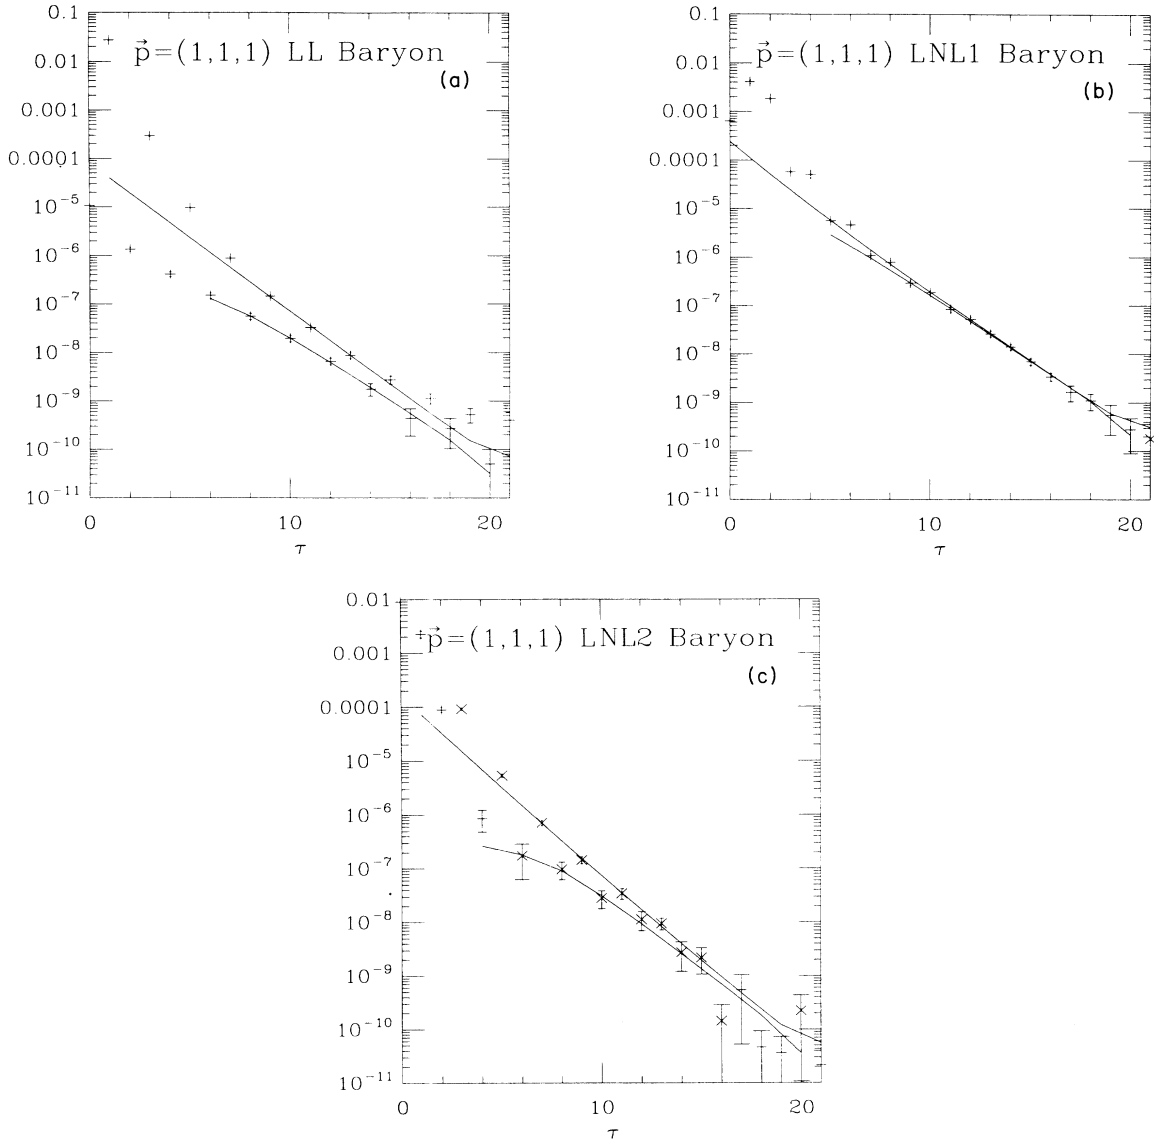 p⃗=(1,1,1) LL Baryon
(a)
0.1
0.01
0.001
0.0001
10⁻⁵
10⁻⁶
10⁻⁷
10⁻⁸
10⁻⁹
10⁻¹⁰
10⁻¹¹
0 10 20
τ
p⃗=(1,1,1) LNL1 Baryon
(b)
0.1
0.01
0.001
0.0001
10⁻⁵
10⁻⁶
10⁻⁷
10⁻⁸
10⁻⁹
10⁻¹⁰
10⁻¹¹
0 10 20
τ
p⃗=(1,1,1) LNL2 Baryon
(c)
0.01
0.001
0.0001
10⁻⁵
10⁻⁶
10⁻⁷
10⁻⁸
10⁻⁹
10⁻¹⁰
10⁻¹¹
0 10 20
τ